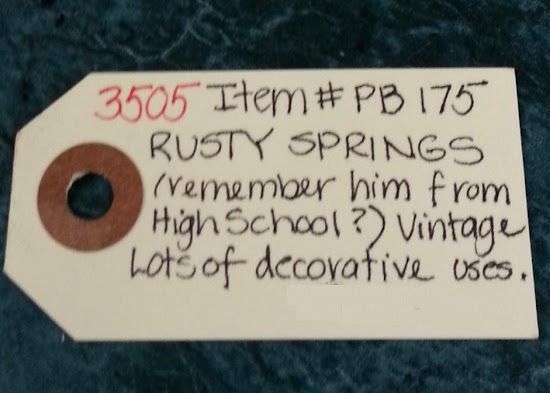 3505 Item # PB 175
RUSTY SPRINGS
(remember him from
High School?) Vintage
Lots of decorative uses.